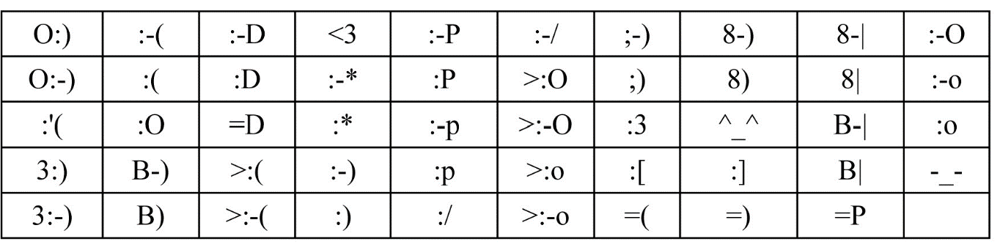 O:) :-( :-D <3 :-P :-/ ;-) 8-) 8-| :-O
O:-) :( :D :-* :P >:O ;) 8) 8| :-o
:'( :O =D :* :-p >:-O :3 ^_^ B-| :o
3:) B-) >:( :-) :p >:o :[ :] B| -_-
3:-) B) >:-( :) :/ >:-o =( =) =P